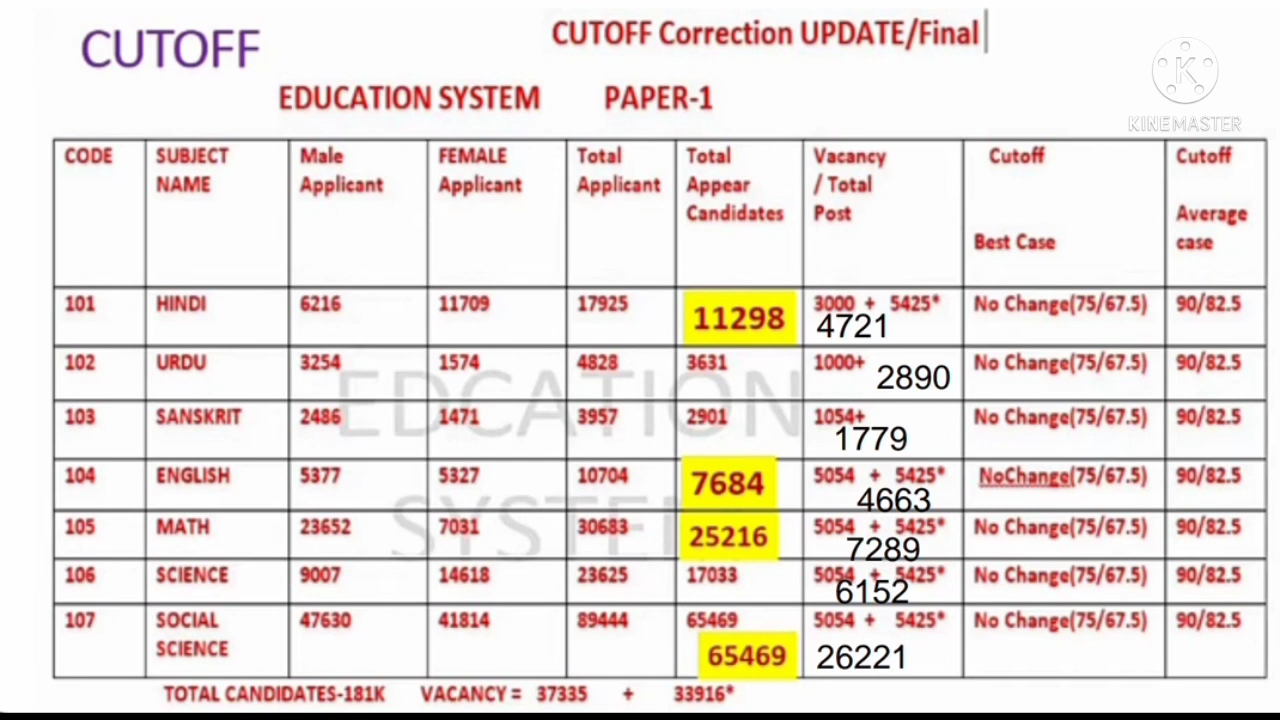 CUTOFF
CUTOFF Correction UPDATE/Final
KINEMASTER
EDUCATION SYSTEM PAPER-1
CODE SUBJECT NAME Male Applicant FEMALE Applicant Total Applicant Total Appear Candidates Vacancy / Total Post Cutoff Best Case Cutoff Average case
101 HINDI 6216 11709 17925 11298 3000 + 5425* No Change(75/67.5) 90/82.5
4721
102 URDU 3254 1574 4828 3631 1000+ 2890 No Change(75/67.5) 90/82.5
103 SANSKRIT 2486 1471 3957 2901 1054+ No Change(75/67.5) 90/82.5
1779
104 ENGLISH 5377 5327 10704 7684 5054 + 5425* NoChange(75/67.5) 90/82.5
4663
105 MATH 23652 7031 30683 25216 5054 + 5425* No Change(75/67.5) 90/82.5
7289
106 SCIENCE 9007 14618 23625 17033 5054 + 5425* No Change(75/67.5) 90/82.5
6152
107 SOCIAL 47630 41814 89444 65469 5054 + 5425* No Change(75/67.5) 90/82.5
SCIENCE 65469 26221
EDCATION
SYSTEM
TOTAL CANDIDATES-181K VACANCY = 37335 + 33916*